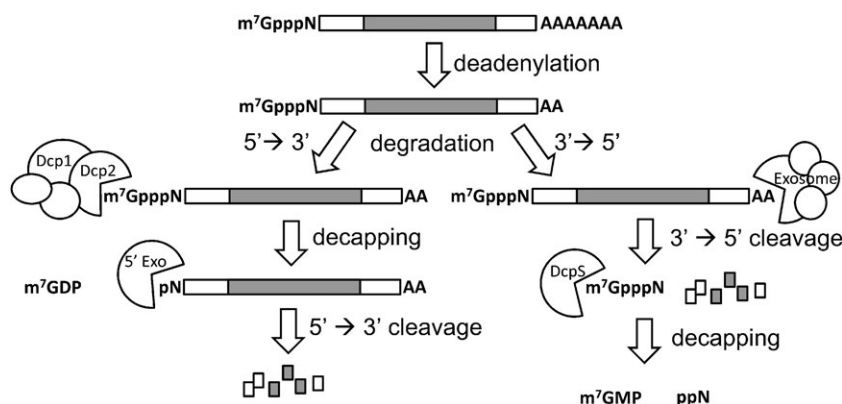 m⁷GpppN AAAAAAA
deadenylation
m⁷GpppN AA
5’→ 3’ degradation 3’→ 5’
Dcp1 Dcp2 m⁷GpppN AA
m⁷GpppN AA Exosome
decapping
3’ → 5’ cleavage
5’ Exo
m⁷GDP pN AA
DcpS
m⁷GpppN
5’ → 3’ cleavage
decapping
m⁷GMP ppN